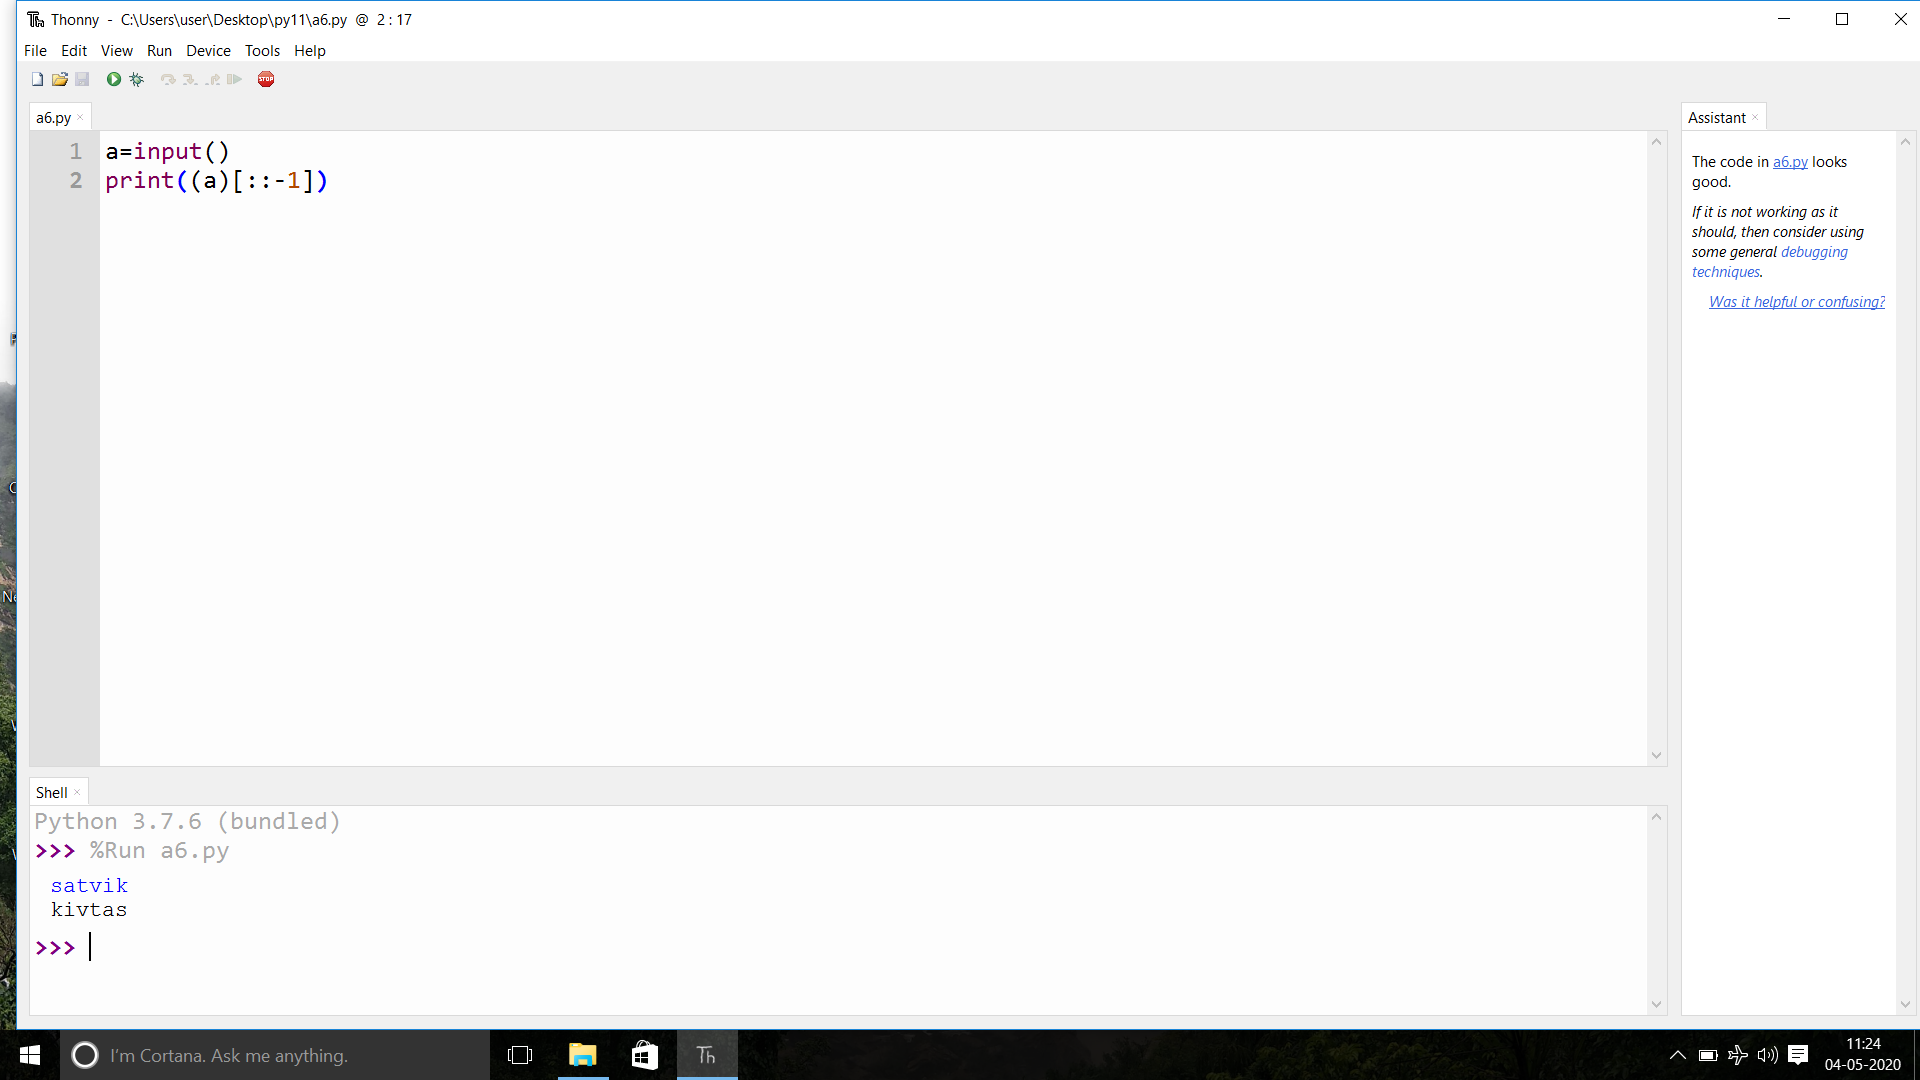 Thonny - C:\Users\user\Desktop\py11\a6.py @ 2:17
File Edit View Run Device Tools Help
STOP
a6.py
1 a=input()
2 print((a)[::-1])
Assistant
The code in a6.py looks
good.
If it is not working as it
should, then consider using
some general debugging
techniques.
Was it helpful or confusing?
Shell
Python 3.7.6 (bundled)
>>> %Run a6.py
satvik
kivtas
>>>
I'm Cortana. Ask me anything.
Th
11:24
04-05-2020